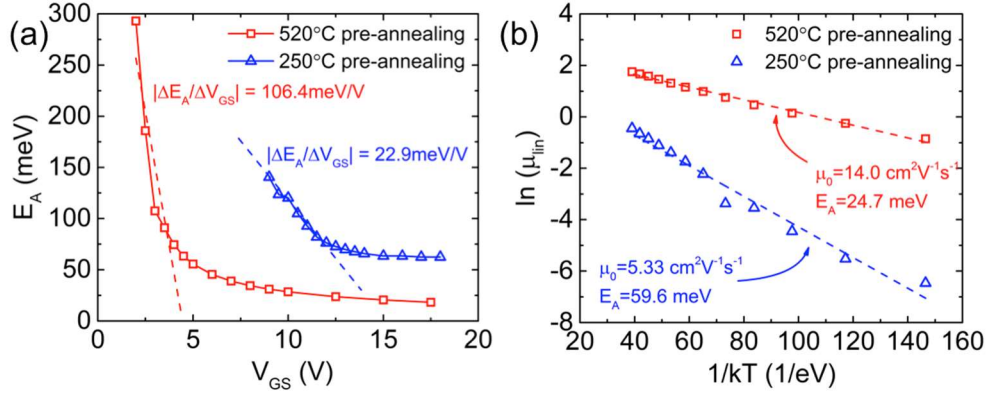 (a)
300
250
200
150
100
50
0
E_A (meV)
520°C pre-annealing
250°C pre-annealing
|ΔE_A/ΔV_GS| = 106.4meV/V
|ΔE_A/ΔV_GS| = 22.9meV/V
0 5 10 15 20
V_GS (V)
(b)
4
2
0
-2
-4
-6
-8
ln (μ_lin)
520°C pre-annealing
250°C pre-annealing
μ₀=14.0 cm²V⁻¹s⁻¹
E_A=24.7 meV
μ₀=5.33 cm²V⁻¹s⁻¹
E_A=59.6 meV
20 40 60 80 100 120 140 160
1/kT (1/eV)